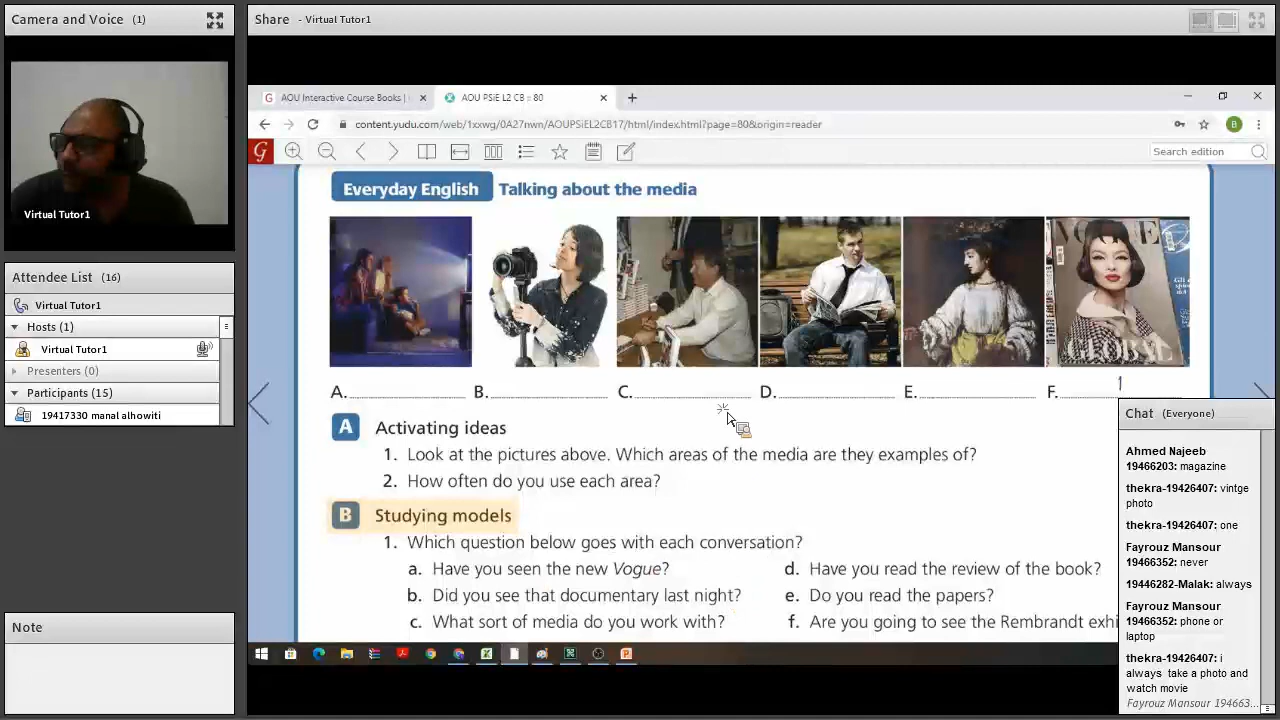 Camera and Voice (1)
Virtual Tutor1
Attendee List (16)
Virtual Tutor1
Hosts (1)
Virtual Tutor1
Presenters (0)
Participants (15)
19417330 manal alhowiti
Note
Share - Virtual Tutor1
AOU Interactive Course Books |
AOU PSiE L2 CB = 80
content.yudu.com/web/1xxwg/0A27nwn/AOUPSiEL2CB17/html/index.html?page=80&origin=reader
B
G
Search edition
Everyday English Talking about the media
VOGUE
A.
B.
C.
D.
E.
F.
A Activating ideas
1. Look at the pictures above. Which areas of the media are they examples of?
2. How often do you use each area?
B Studying models
1. Which question below goes with each conversation?
a. Have you seen the new Vogue?
d. Have you read the review of the book?
b. Did you see that documentary last night?
e. Do you read the papers?
c. What sort of media do you work with?
f. Are you going to see the Rembrandt exhi
Chat (Everyone)
Ahmed Najeeb
19466203: magazine
thekra-19426407: vintge
photo
thekra-19426407: one
Fayrouz Mansour
19466352: never
19446282-Malak: always
Fayrouz Mansour
19466352: phone or
laptop
thekra-19426407: i
always take a photo and
watch movie
Fayrouz Mansour 194663...